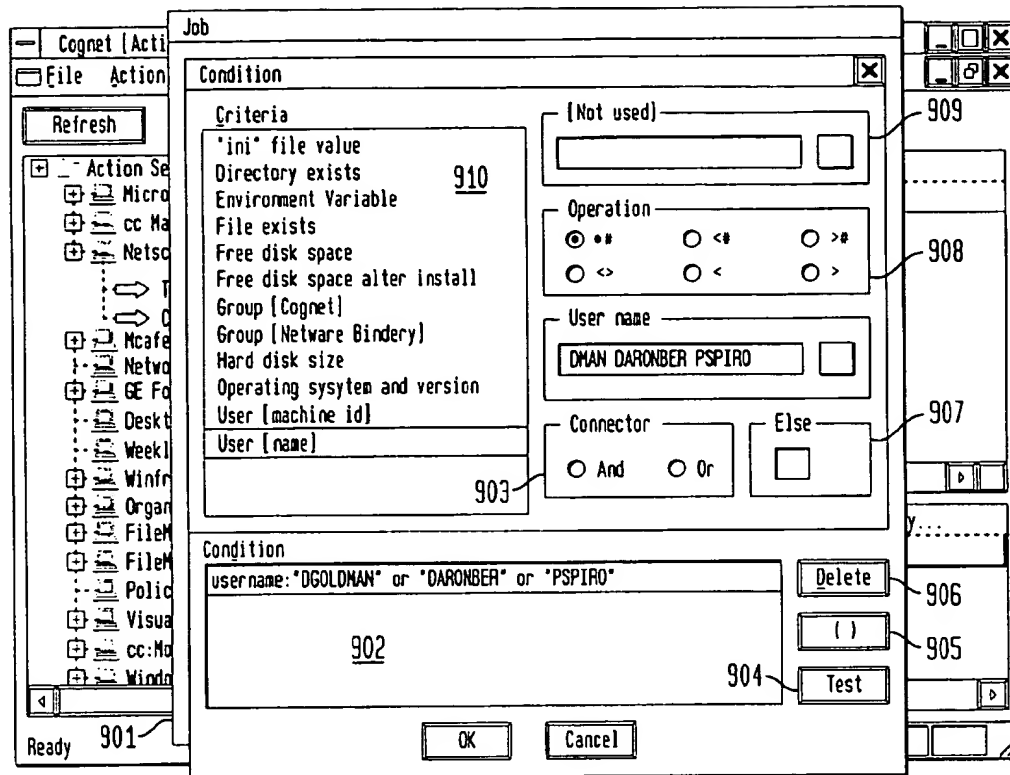 Job
Cognet [Acti
File Action
Refresh
Action Se
Micro
cc Ma
Netsc
T
C
Mcafe
Netwo
GE Fo
Deskt
Weekl
Winfr
Organ
FileM
FileM
Polic
Visua
cc:Mo
Windo
Ready
901
Condition
Criteria
"ini" file value
Directory exists
Environment Variable
File exists
Free disk space
Free disk space alter install
Group [Cognet]
Group [Netware Bindery]
Hard disk size
Operating sysytem and version
User [machine id]
User [name]
910
[Not used]
909
Operation
•# <# >#
<> < >
908
User name
DMAN DARONBER PSPIRO
Connector
And Or
903
Else
907
y...
Condition
username:"DGOLDMAN" or "DARONBER" or "PSPIRO"
902
Delete
906
( )
905
904
Test
OK
Cancel